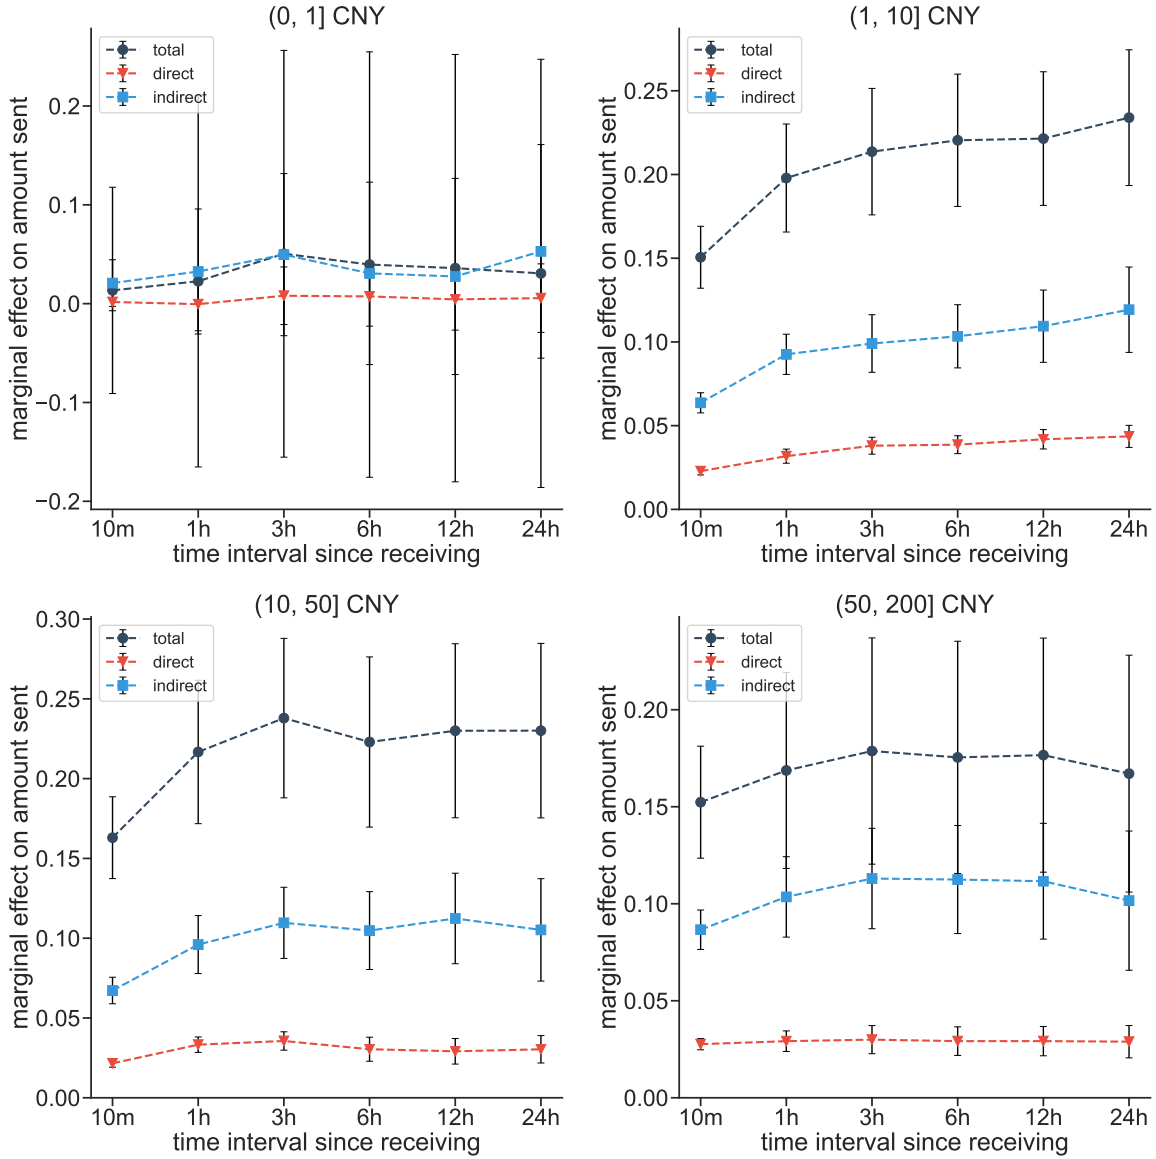 (0, 1] CNY
total
direct
indirect
marginal effect on amount sent
0.2
0.1
0.0
−0.1
−0.2
10m 1h 3h 6h 12h 24h
time interval since receiving
(1, 10] CNY
total
direct
indirect
marginal effect on amount sent
0.25
0.20
0.15
0.10
0.05
0.00
10m 1h 3h 6h 12h 24h
time interval since receiving
(10, 50] CNY
total
direct
indirect
marginal effect on amount sent
0.30
0.25
0.20
0.15
0.10
0.05
0.00
10m 1h 3h 6h 12h 24h
time interval since receiving
(50, 200] CNY
total
direct
indirect
marginal effect on amount sent
0.20
0.15
0.10
0.05
0.00
10m 1h 3h 6h 12h 24h
time interval since receiving